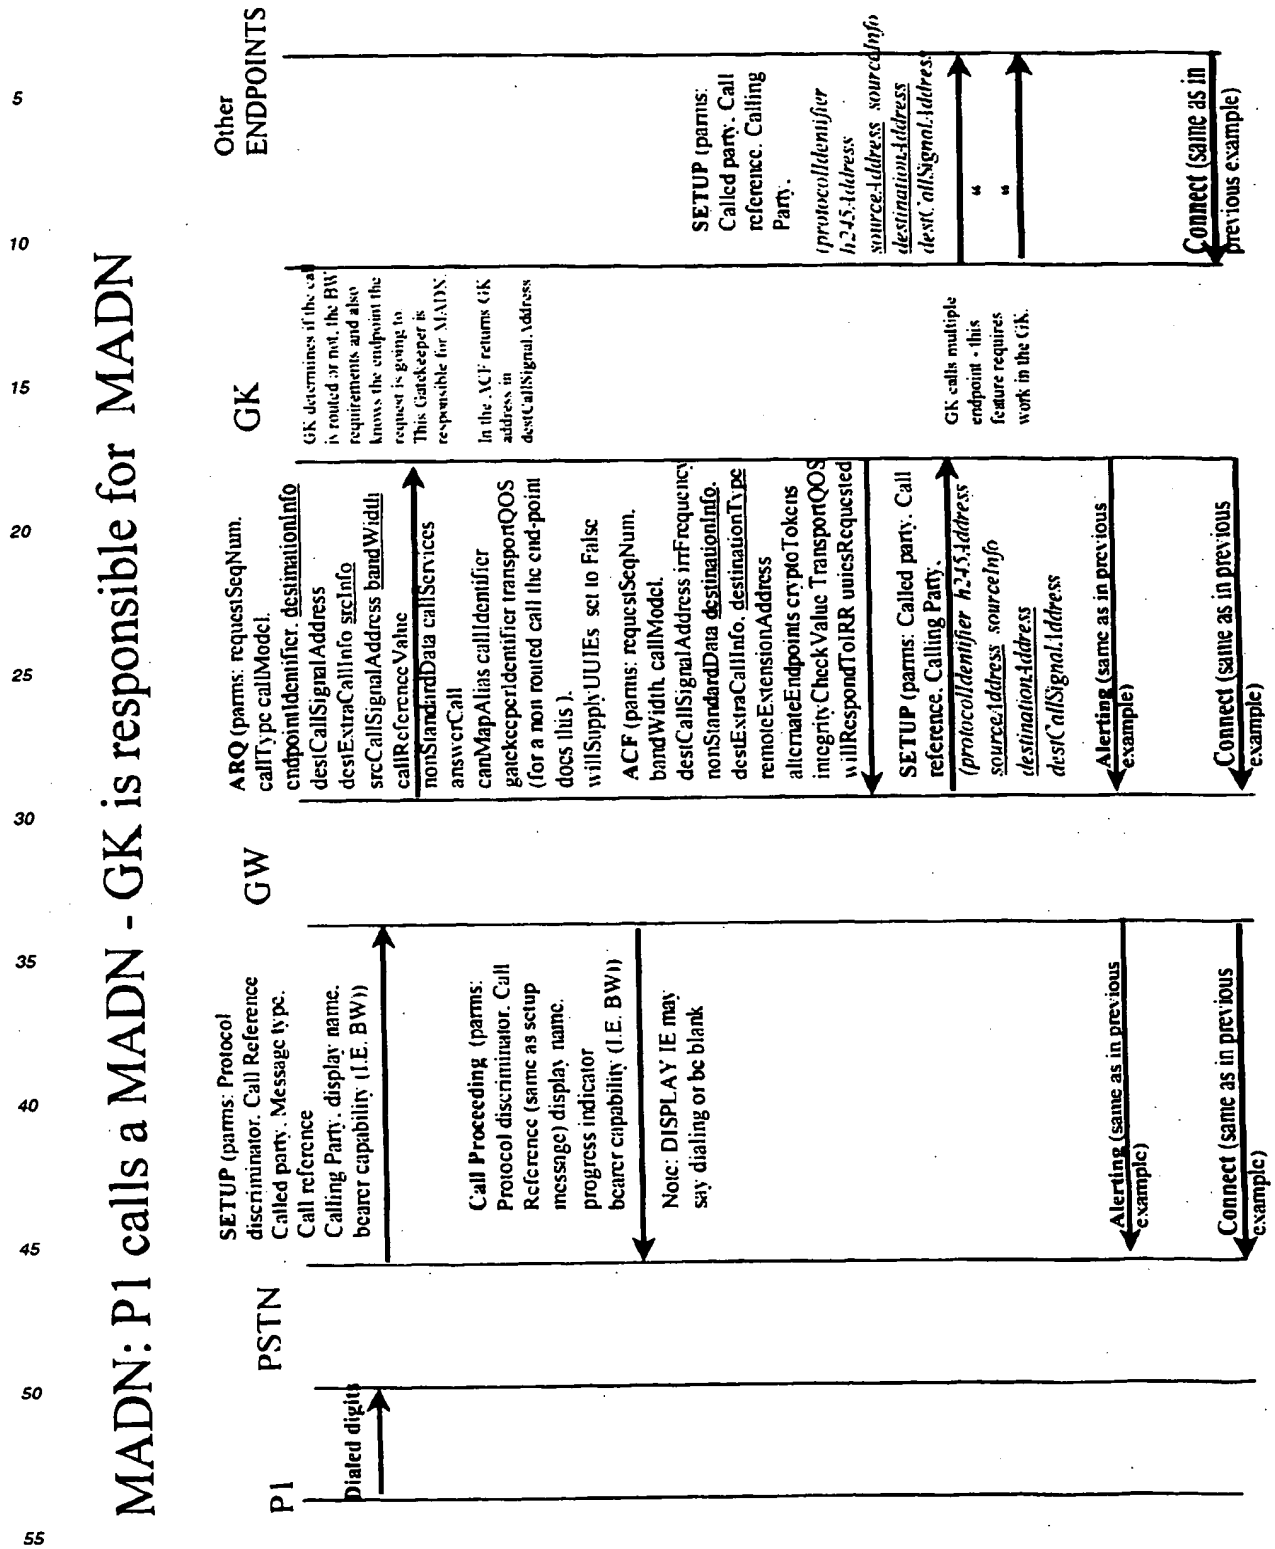 MADN: P1 calls a MADN - GK is responsible for MADN
P1
PSTN
GW
GK
Other
ENDPOINTS
Dialed digits
SETUP (parms: Protocol
discriminator. Call Reference
Called party. Message type.
Call reference
Calling Party. display name.
bearer capability (I.E. BW))
Call Proceeding (parms:
Protocol discriminator. Call
Reference (same as setup
message) display name.
progress indicator
bearer capability (I.E. BW))
Note: DISPLAY IE may
say dialing or be blank
Alerting (same as in previous
example)
Connect (same as in previous
example)
ARQ (parms: requestSeqNum.
callType callModel.
endpointIdentifier. destinationInfo
destCallSignalAddress
destExtraCallInfo srcInfo
srcCallSignalAddress bandWidth
callReferenceValue
nonStandardData callServices
answerCall
canMapAlias callIdentifier
gatekeeperIdentifier transportQOS
(for a non routed call the end-point
does this ).
willSupplyUUIEs set to False
ACF (parms: requestSeqNum.
bandWidth. callModel.
destCallSignalAddress irrFrequency
nonStandardData destinationInfo.
destExtraCallInfo. destinationType
remoteExtensionAddress
alternateEndpoints cryptoTokens
integrityCheckValue TransportQOS
willRespondToIRR uuiesRequested
SETUP (parms: Called party. Call
reference. Calling Party.
(protocolIdentifier h245Address
sourceAddress sourceInfo
destinationAddress
destCallSignalAddress
Alerting (same as in previous
example)
Connect (same as in previous
example)
GK determines if the cal
is routed or not, the BW
requirements and also
knows the endpoint the
request is going to
This Gatekeeper is
responsible for MADN.
In the ACF returns GK
address in
destCallSignalAddress
GK calls multiple
endpoint - this
feature requires
work in the GK.
SETUP (parms:
Called party. Call
reference. Calling
Party.
(protocolIdentifier
h245Address
sourceAddress sourceInfo
destinationAddress
destCallSignalAddress
“
“
Connect (same as in
previous example)
5
10
15
20
25
30
35
40
45
50
55